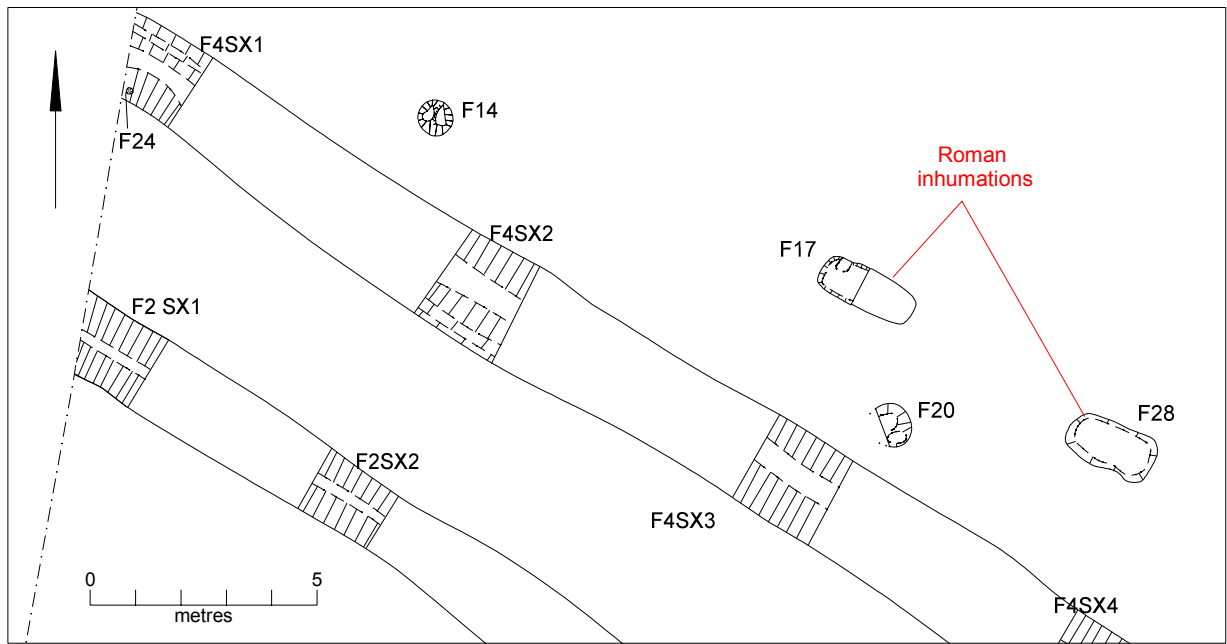 F4SX1
F14
F24
Roman
inhumations
F4SX2
F17
F2 SX1
F20
F28
F2SX2
F4SX3
0 5
metres
F4SX4